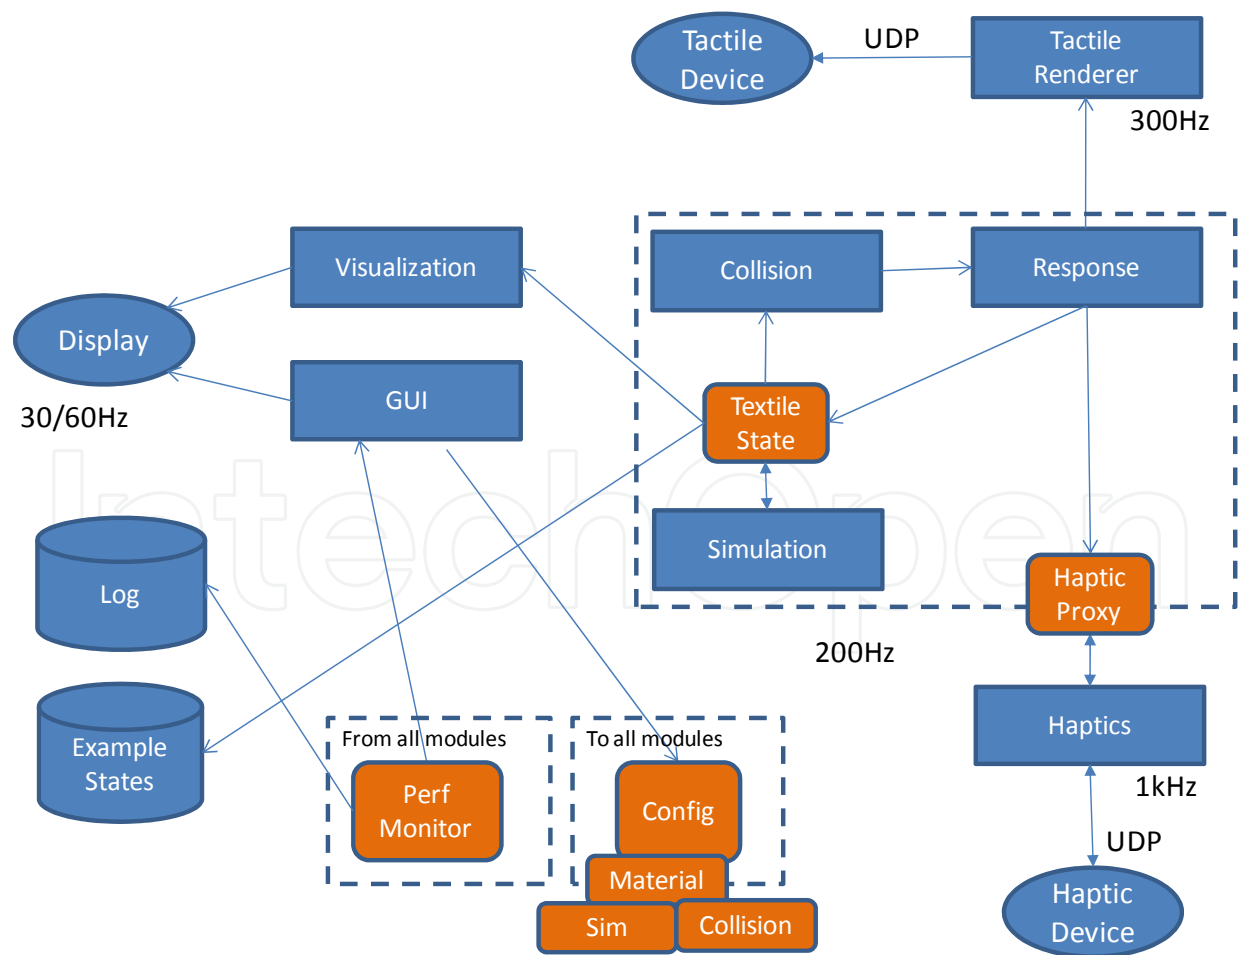 Tactile
Device
UDP
Tactile
Renderer
300Hz
Visualization
Collision
Response
Display
30/60Hz
GUI
Textile
State
IntechOpen
Simulation
Log
Haptic
Proxy
200Hz
Example
States
From all modules
To all modules
Haptics
1kHz
Perf
Monitor
Config
UDP
Material
Sim
Collision
Haptic
Device